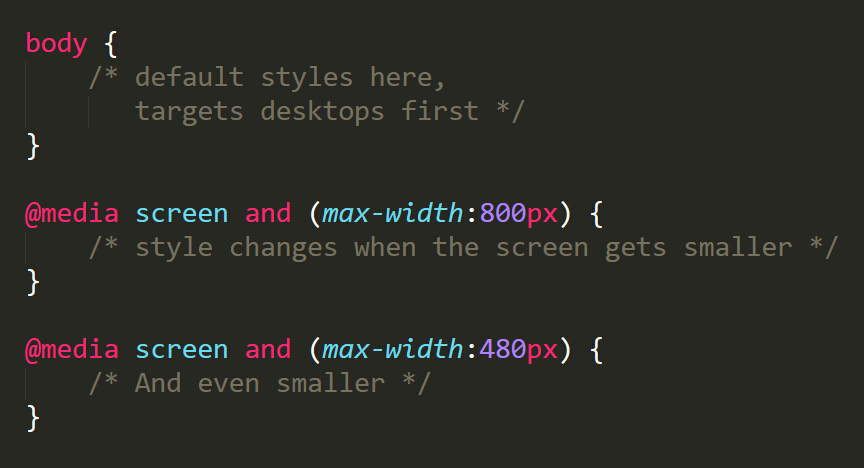 body {
    /* default styles here,
       targets desktops first */
}

@media screen and (max-width:800px) {
    /* style changes when the screen gets smaller */
}

@media screen and (max-width:480px) {
    /* And even smaller */
}